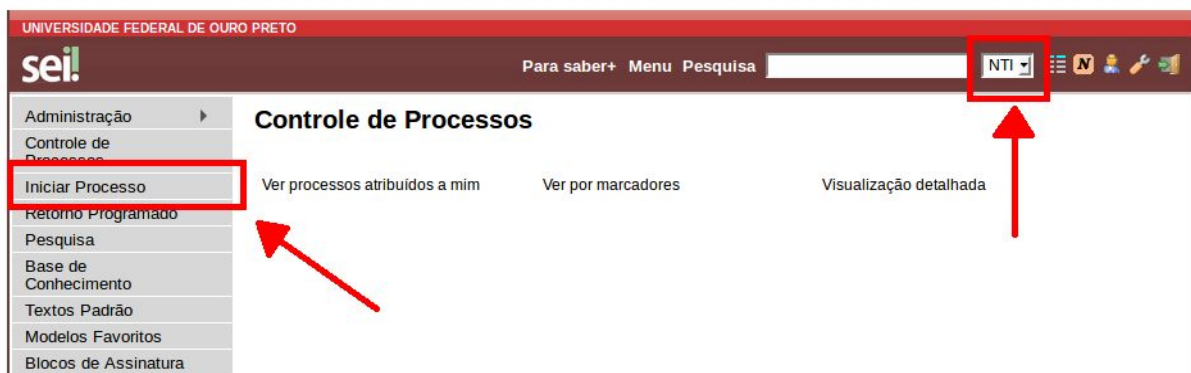 UNIVERSIDADE FEDERAL DE OURO PRETO
sei!
Para saber+ Menu Pesquisa
NTI
N
Administração
Controle de Processos
Controle de
Processos
Iniciar Processo
Ver processos atribuídos a mim
Ver por marcadores
Visualização detalhada
Retorno Programado
Pesquisa
Base de
Conhecimento
Textos Padrão
Modelos Favoritos
Blocos de Assinatura